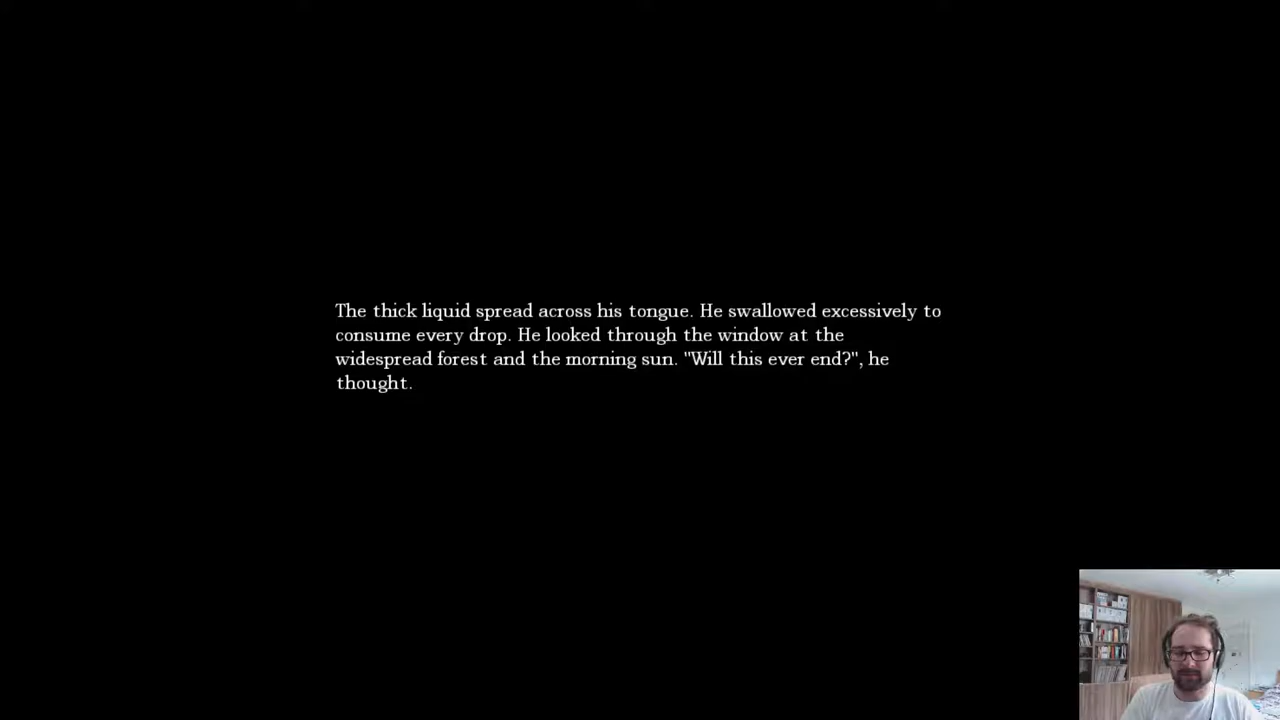 The thick liquid spread across his tongue. He swallowed excessively to
consume every drop. He looked through the window at the
widespread forest and the morning sun. "Will this ever end?", he
thought.